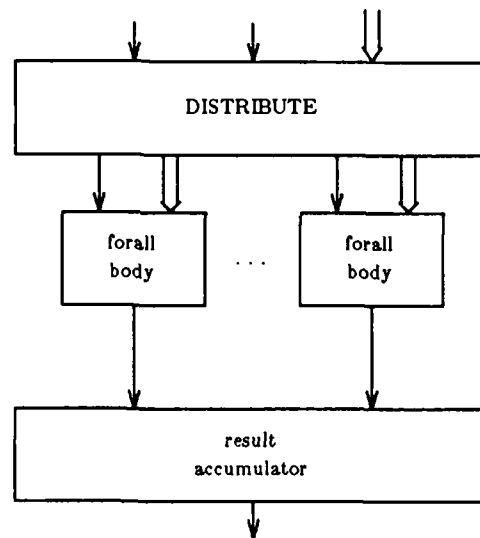 DISTRIBUTE
forall
body
. . .
forall
body
result
accumulator